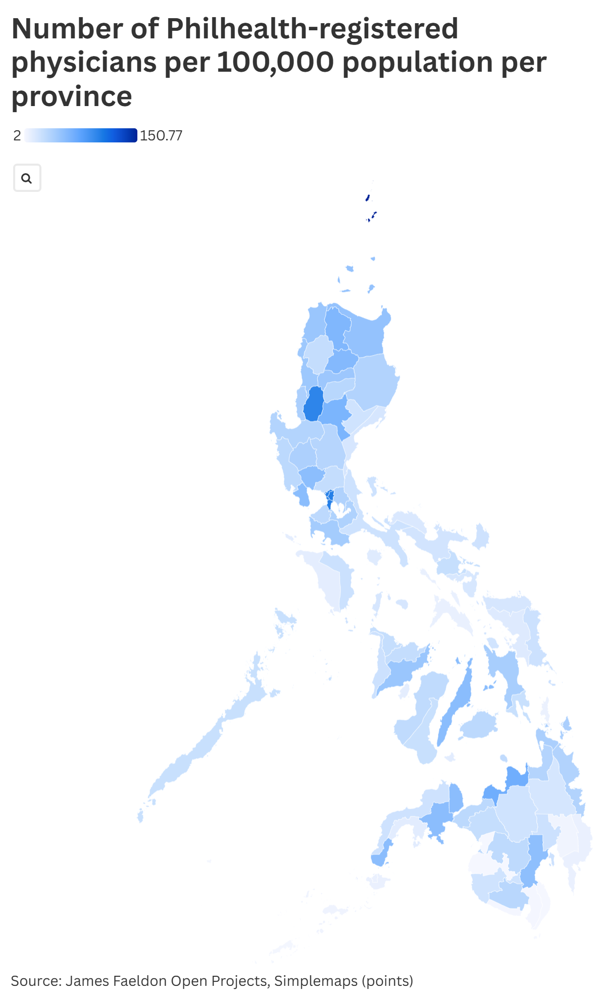 Number of Philhealth-registered
physicians per 100,000 population per
province
2 150.77
Source: James Faeldon Open Projects, Simplemaps (points)